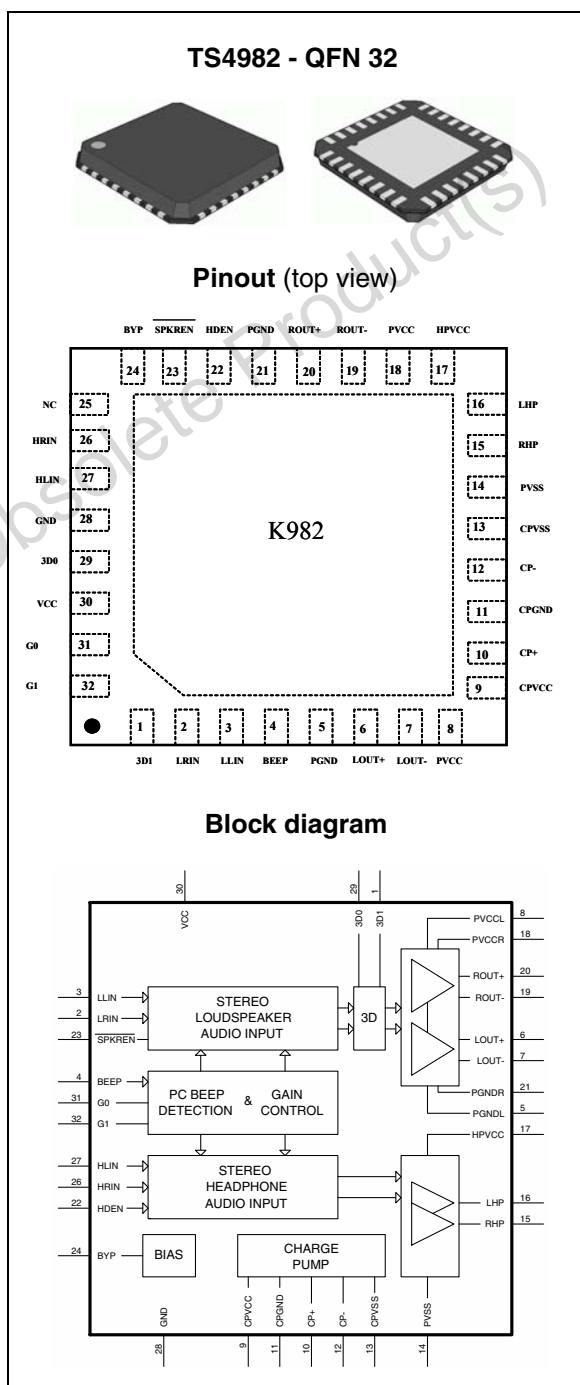 TS4982 - QFN 32
Obsolete Product(s)
Pinout (top view)
BYP SPKREN HDEN PGND ROUT+ ROUT- PVCC HPVCC
24 23 22 21 20 19 18 17
NC 25
HRIN 26
HLIN 27
GND 28
3D0 29
VCC 30
G0 31
G1 32
K982
16 LHP
15 RHP
14 PVSS
13 CPVSS
12 CP-
11 CPGND
10 CP+
9 CPVCC
1 2 3 4 5 6 7 8
3D1 LRIN LLIN BEEP PGND LOUT+ LOUT- PVCC
Block diagram
30 VCC
29 3D0
1 3D1
3 LLIN
2 LRIN
23 SPKREN
STEREO
LOUDSPEAKER
AUDIO INPUT
3D
PVCCL 8
PVCCR 18
ROUT+ 20
ROUT- 19
LOUT+ 6
LOUT- 7
PGNDR 21
PGNDL 5
4 BEEP
31 G0
32 G1
PC BEEP & GAIN
DETECTION CONTROL
HPVCC 17
27 HLIN
26 HRIN
22 HDEN
STEREO
HEADPHONE
AUDIO INPUT
LHP 16
RHP 15
24 BYP
BIAS
CHARGE
PUMP
GND 28
CPVCC 9
CPGND 11
CP+ 10
CP- 12
CPVSS 13
PVSS 14